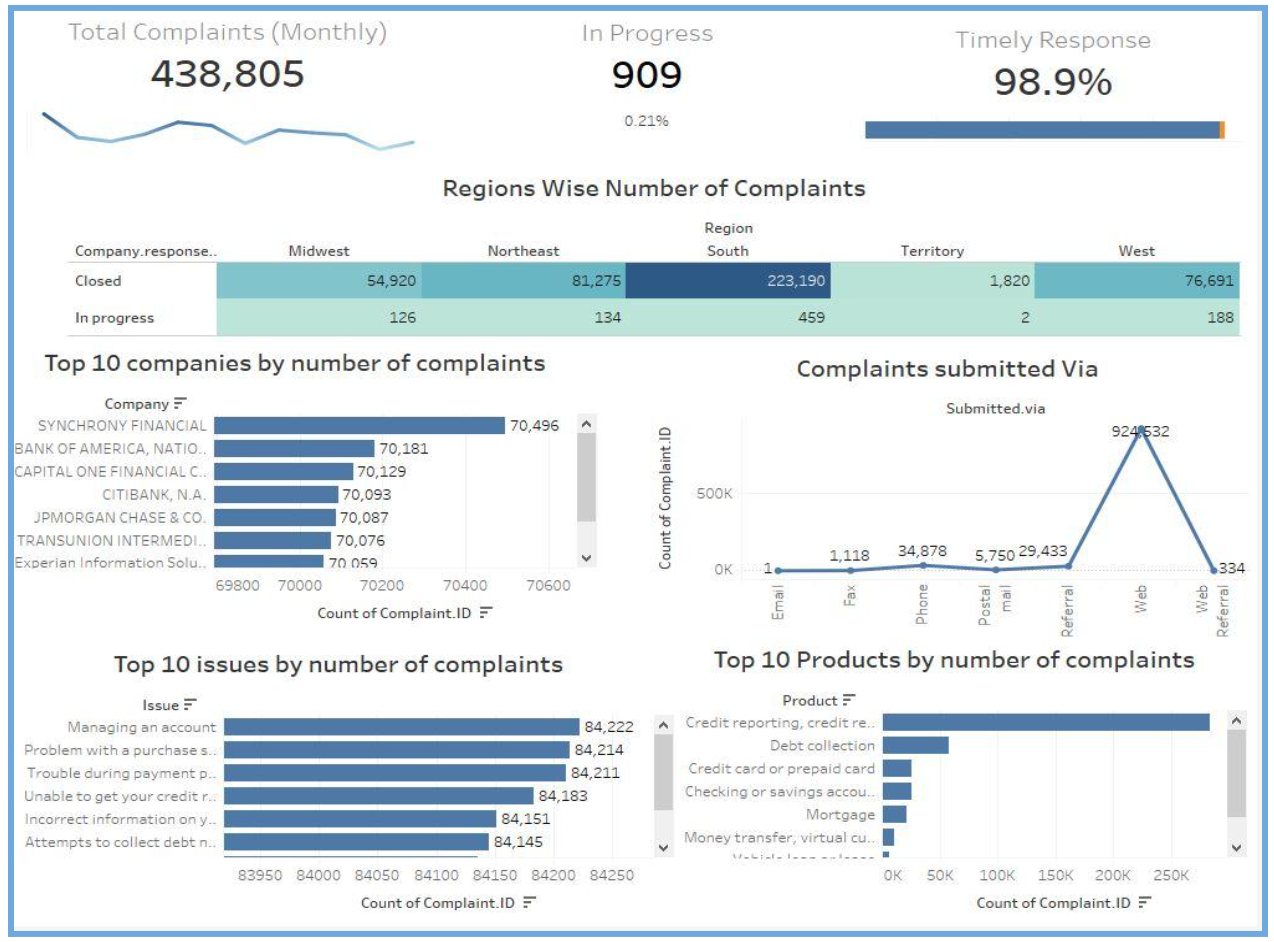 Total Complaints (Monthly)
438,805
In Progress
909
0.21%
Timely Response
98.9%
Regions Wise Number of Complaints
Region
Company.response.. Midwest Northeast South Territory West
Closed 54,920 81,275 223,190 1,820 76,691
In progress 126 134 459 2 188
Top 10 companies by number of complaints
Company
SYNCHRONY FINANCIAL 70,496
BANK OF AMERICA, NATIO.. 70,181
CAPITAL ONE FINANCIAL C.. 70,129
CITIBANK, N.A. 70,093
JPMORGAN CHASE & CO. 70,087
TRANSUNION INTERMEDI.. 70,076
Experian Information Solu.. 70,059
69800 70000 70200 70400 70600
Count of Complaint.ID
Complaints submitted Via
Submitted.via
Count of Complaint.ID
500K
0K
1
1,118
34,878
5,750
29,433
924,532
334
Email
Fax
Phone
Postal
mail
Referral
Web
Web
Referral
Top 10 issues by number of complaints
Issue
Managing an account 84,222
Problem with a purchase s.. 84,214
Trouble during payment p.. 84,211
Unable to get your credit r.. 84,183
Incorrect information on y.. 84,151
Attempts to collect debt n.. 84,145
83950 84000 84050 84100 84150 84200 84250
Count of Complaint.ID
Top 10 Products by number of complaints
Product
Credit reporting, credit re..
Debt collection
Credit card or prepaid card
Checking or savings accou..
Mortgage
Money transfer, virtual cu..
Vehicle loan or lease
0K 50K 100K 150K 200K 250K
Count of Complaint.ID